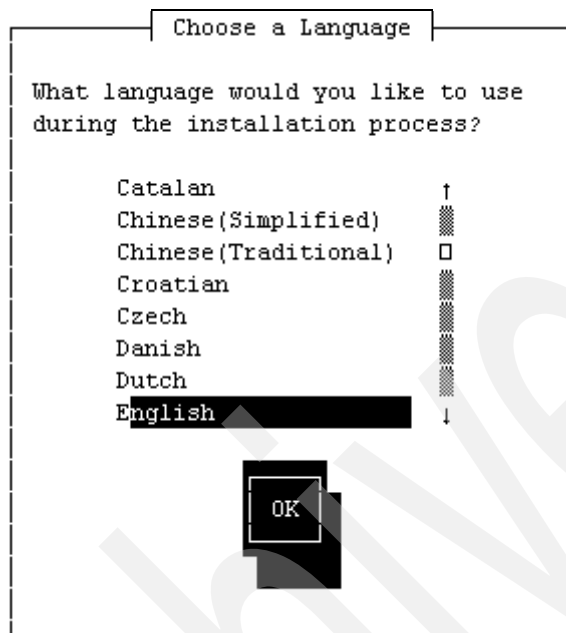 Choose a Language
What language would you like to use
during the installation process?
Catalan
Chinese(Simplified)
Chinese(Traditional)
Croatian
Czech
Danish
Dutch
English
OK